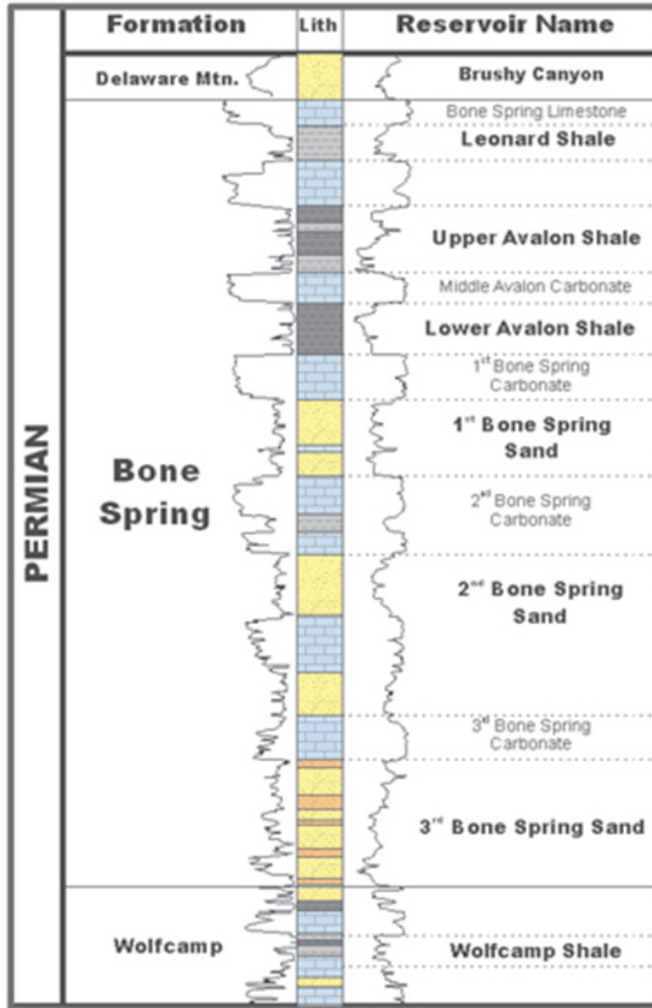 Formation Lith Reservoir Name
Delaware Mtn. Brushy Canyon
Bone Spring Limestone
Leonard Shale
Upper Avalon Shale
Middle Avalon Carbonate
Lower Avalon Shale
1st Bone Spring
Carbonate
1st Bone Spring
Sand
PERMIAN
Bone
Spring
2nd Bone Spring
Carbonate
2nd Bone Spring
Sand
3rd Bone Spring
Carbonate
3rd Bone Spring Sand
Wolfcamp Wolfcamp Shale